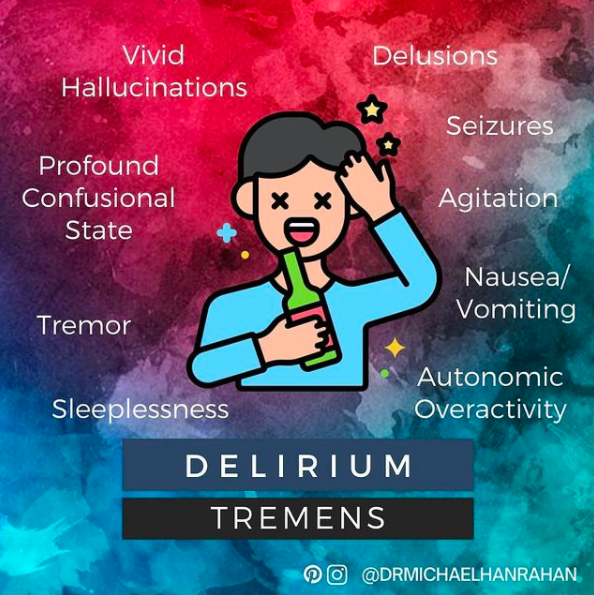 Vivid
Hallucinations
Delusions
Seizures
Profound
Confusional
State
Agitation
Nausea/
Vomiting
Tremor
Autonomic
Overactivity
Sleeplessness
DELIRIUM
TREMENS
@DRMICHAELHANRAHAN